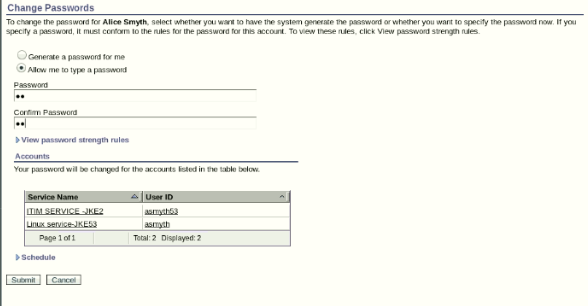 Change Passwords
To change the password for Alice Smyth, select whether you want to have the system generate the password or whether you want to specify the password now. If you
specify a password, it must conform to the rules for the password for this account. To view these rules, click View password strength rules.
Generate a password for me
Allow me to type a password
Password
••
Confirm Password
••
View password strength rules
Accounts
Your password will be changed for the accounts listed in the table below.
Service Name User ID
ITIM SERVICE -JKE2 asmyth53
Linux service-JKE53 asmyth
Page 1 of 1 Total: 2 Displayed: 2
Schedule
Submit Cancel